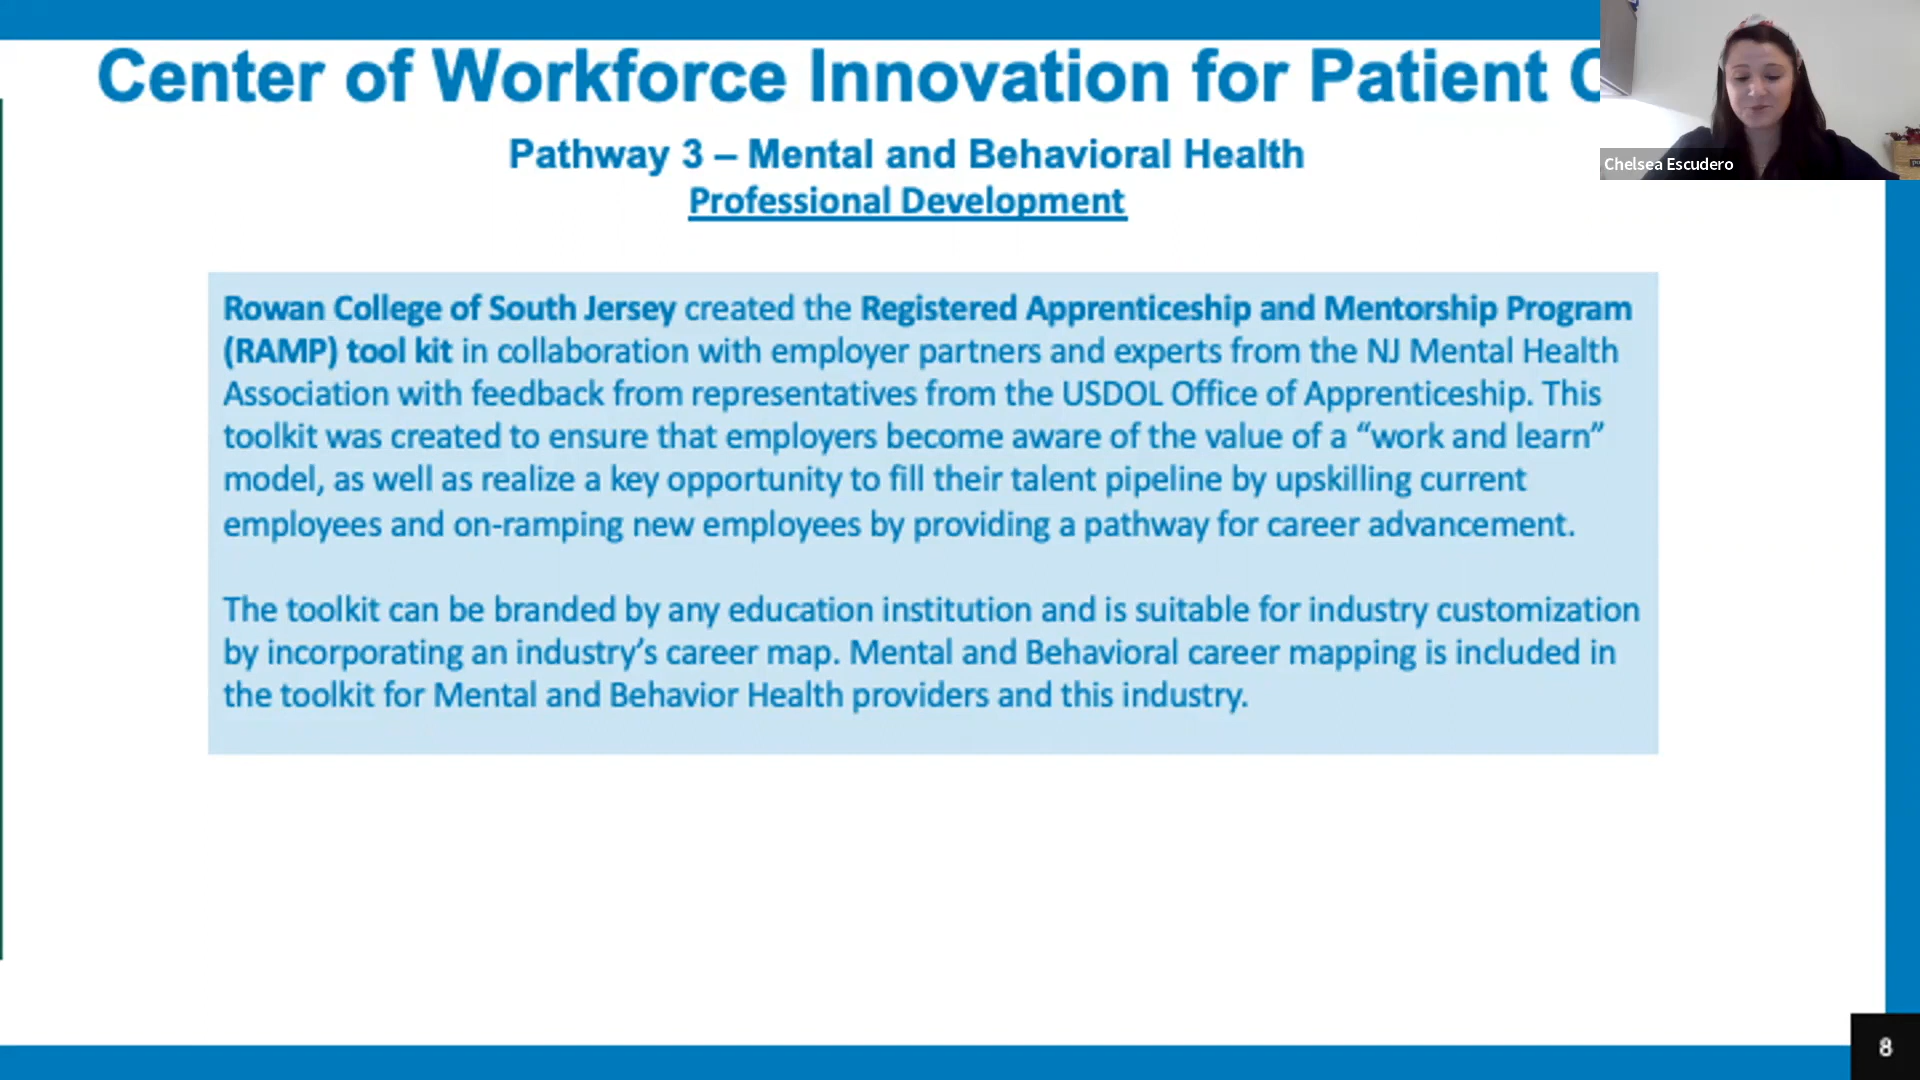 Center of Workforce Innovation for Patient C
Chelsea Escudero
Pathway 3 – Mental and Behavioral Health
Professional Development
Rowan College of South Jersey created the Registered Apprenticeship and Mentorship Program
(RAMP) tool kit in collaboration with employer partners and experts from the NJ Mental Health
Association with feedback from representatives from the USDOL Office of Apprenticeship. This
toolkit was created to ensure that employers become aware of the value of a “work and learn”
model, as well as realize a key opportunity to fill their talent pipeline by upskilling current
employees and on-ramping new employees by providing a pathway for career advancement.
The toolkit can be branded by any education institution and is suitable for industry customization
by incorporating an industry’s career map. Mental and Behavioral career mapping is included in
the toolkit for Mental and Behavior Health providers and this industry.
8